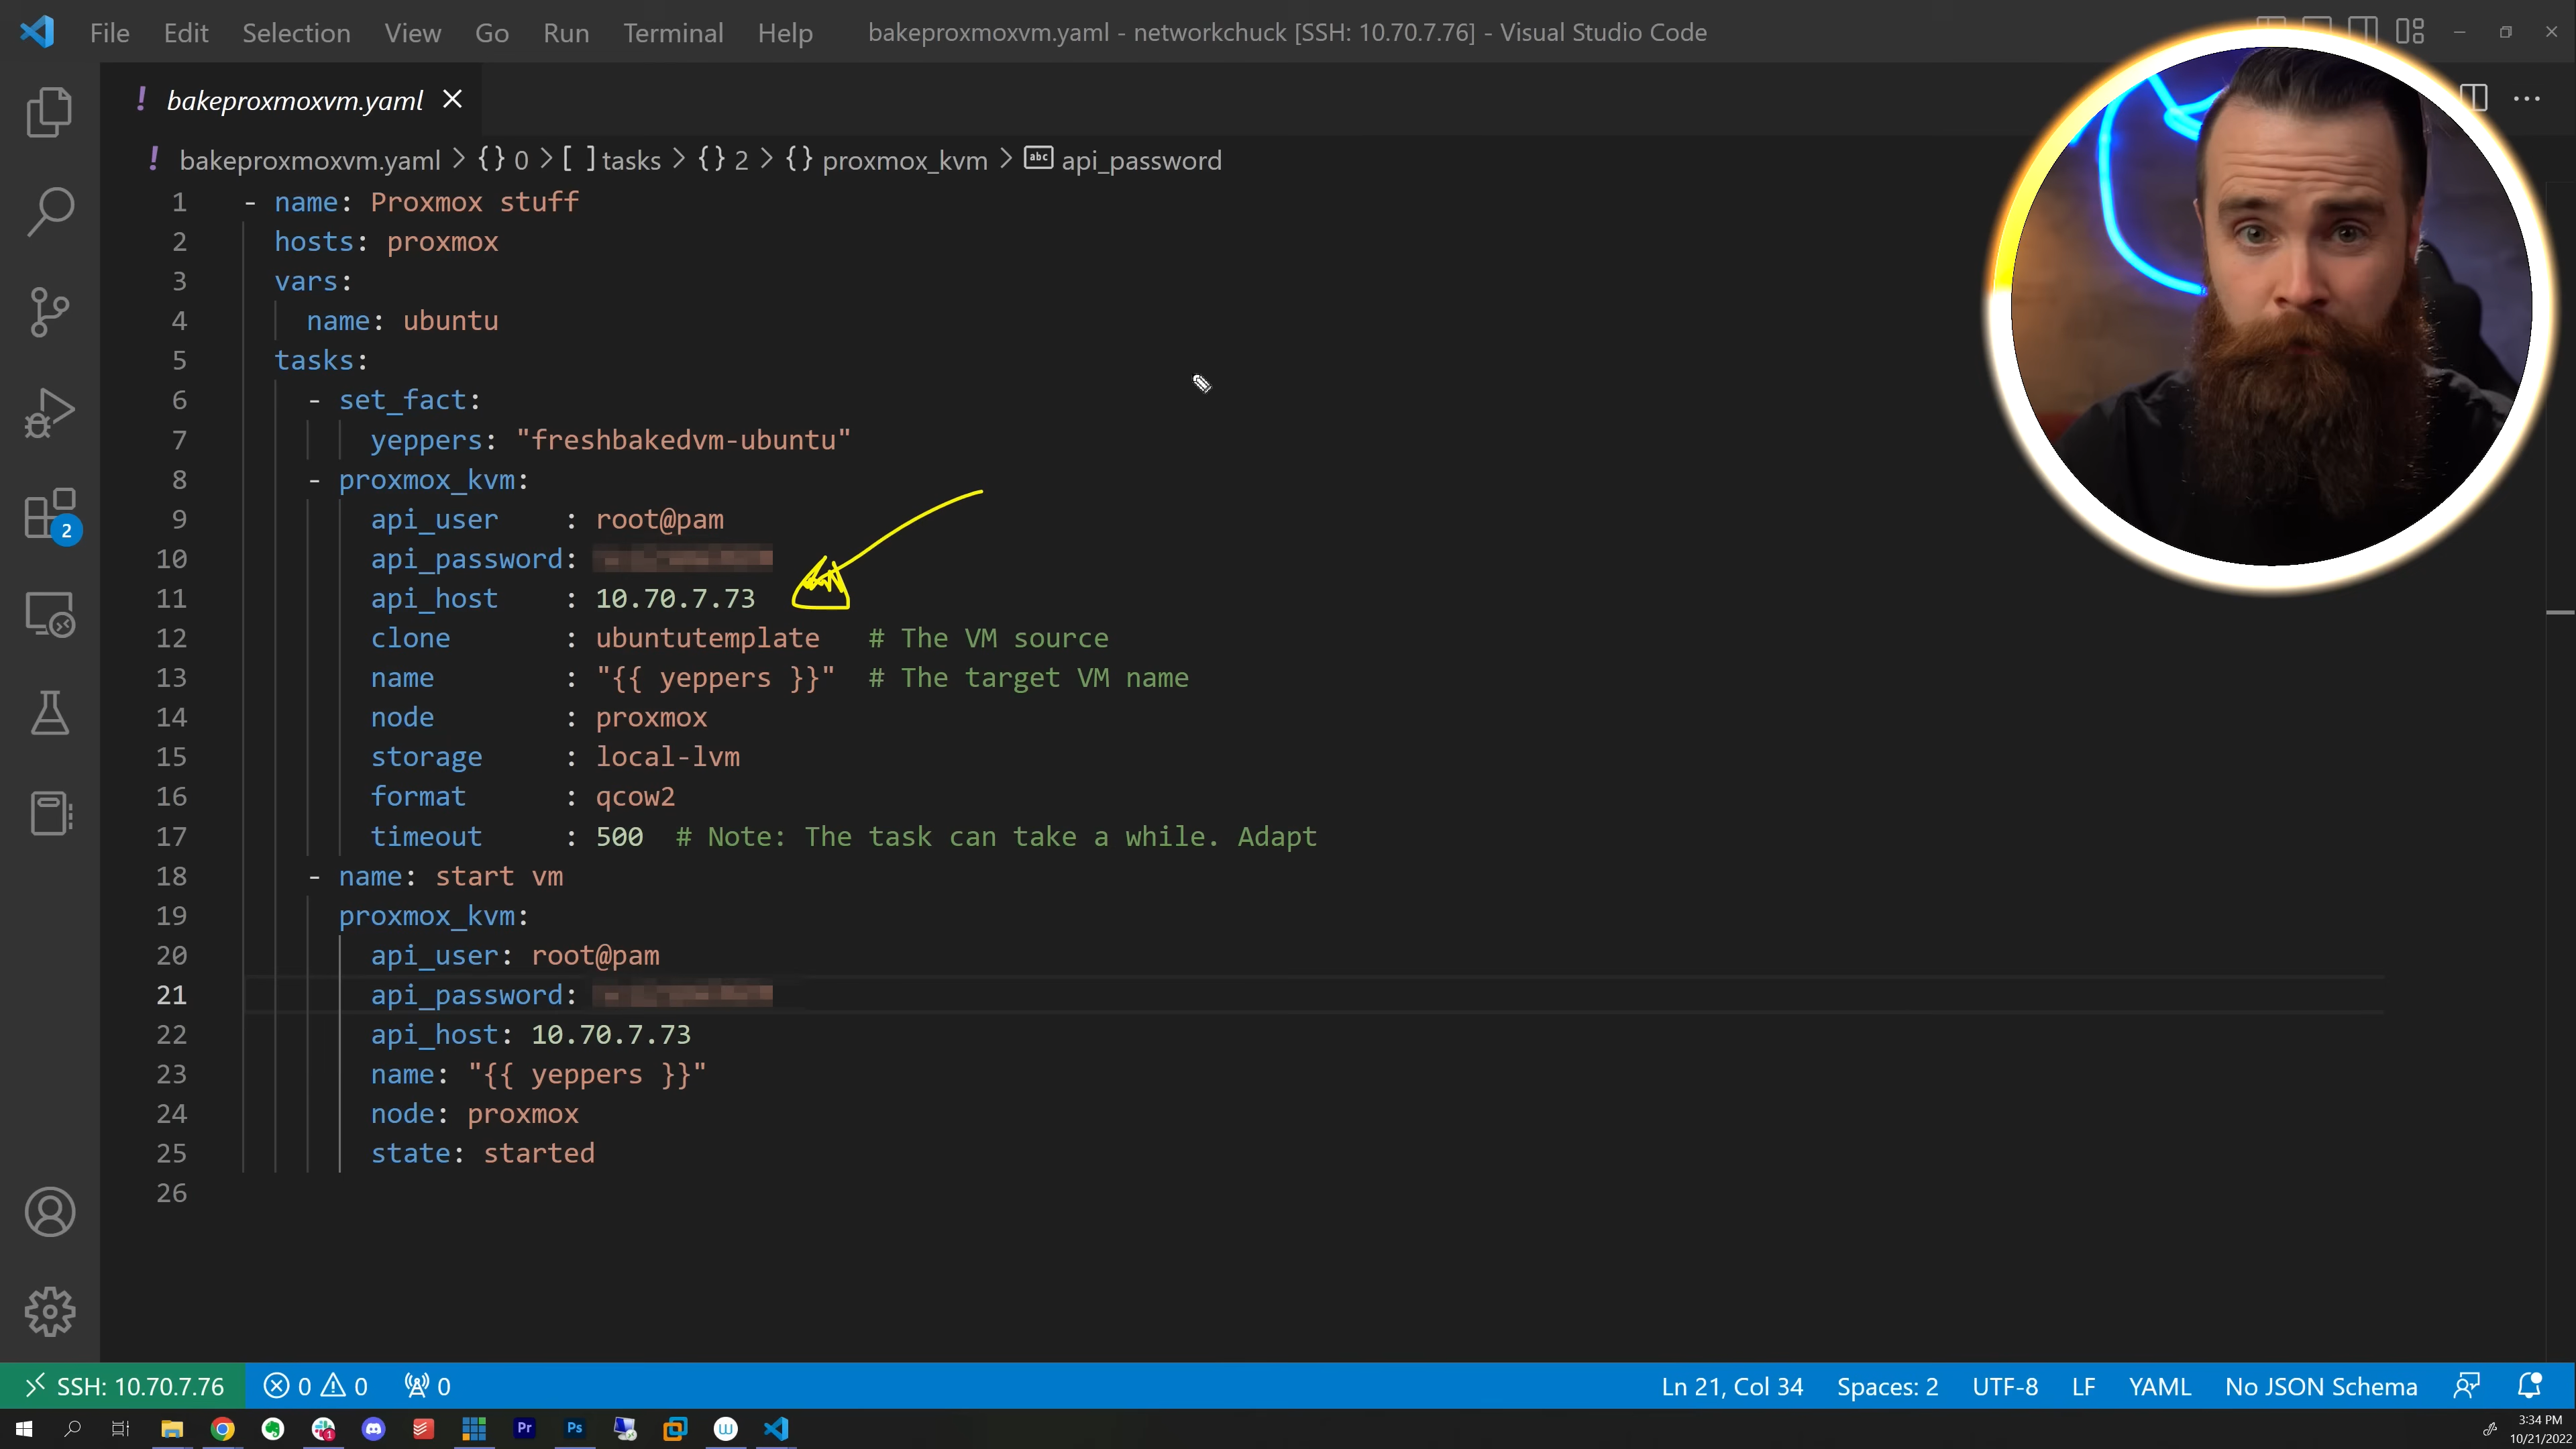 File Edit Selection View Go Run Terminal Help bakeproxmoxvm.yaml - networkchuck [SSH: 10.70.7.76] - Visual Studio Code
! bakeproxmoxvm.yaml
! bakeproxmoxvm.yaml > {} 0 > [ ] tasks > {} 2 > {} proxmox_kvm > abc api_password
1 - name: Proxmox stuff
2 hosts: proxmox
3 vars:
4 name: ubuntu
5 tasks:
6 - set_fact:
7 yeppers: "freshbakedvm-ubuntu"
8 - proxmox_kvm:
9 api_user : root@pam
10 api_password:
11 api_host : 10.70.7.73
12 clone : ubuntutemplate # The VM source
13 name : "{{ yeppers }}" # The target VM name
14 node : proxmox
15 storage : local-lvm
16 format : qcow2
17 timeout : 500 # Note: The task can take a while. Adapt
18 - name: start vm
19 proxmox_kvm:
20 api_user: root@pam
21 api_password:
22 api_host: 10.70.7.73
23 name: "{{ yeppers }}"
24 node: proxmox
25 state: started
26
2
SSH: 10.70.7.76 0 0 0 Ln 21, Col 34 Spaces: 2 UTF-8 LF YAML No JSON Schema
1 Pr Ps w 3:34 PM
10/21/2022